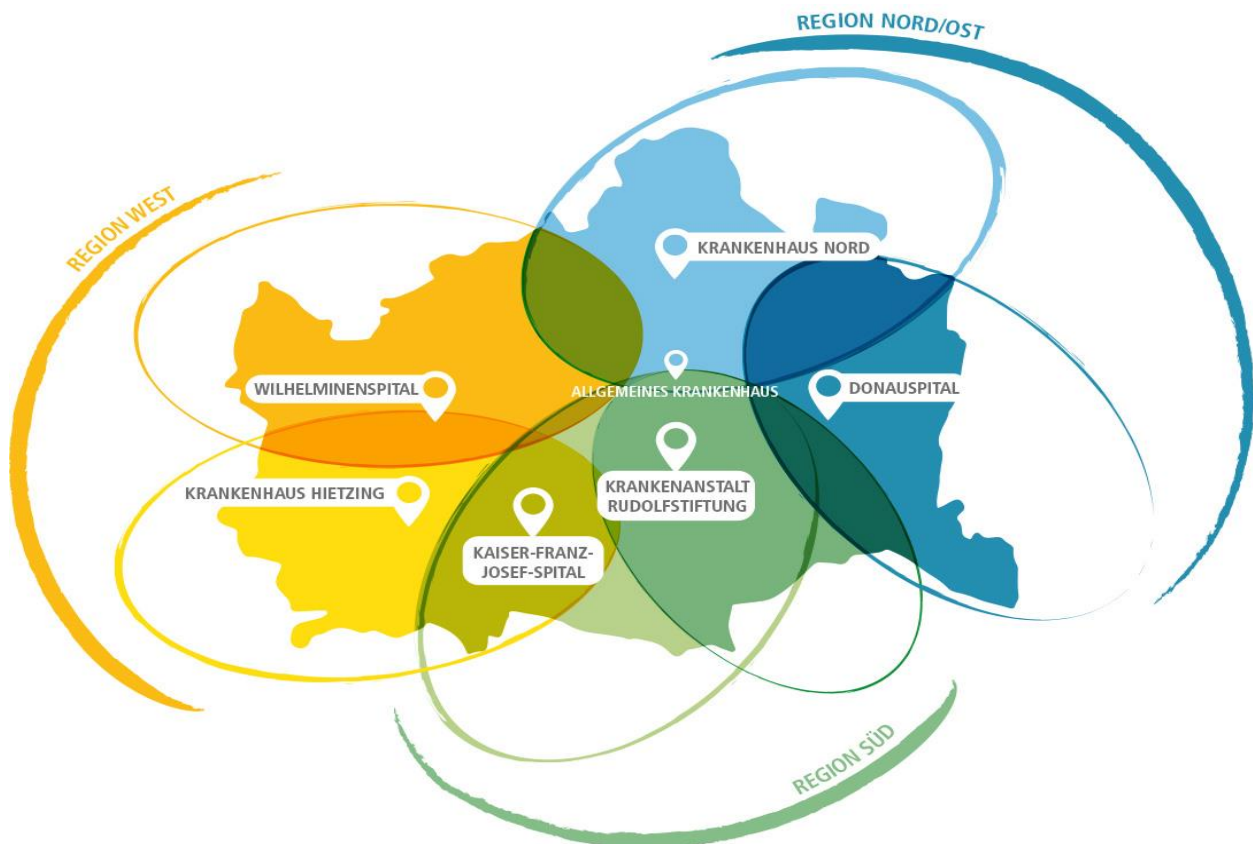 REGION NORD/OST
REGION WEST
KRANKENHAUS NORD
ALLGEMEINES KRANKENHAUS
WILHELMINENSPITAL
DONAUSPITAL
KRANKENHAUS HIETZING
KRANKENANSTALT
RUDOLFSTIFTUNG
KAISER-FRANZ-
JOSEF-SPITAL
REGION SÜD